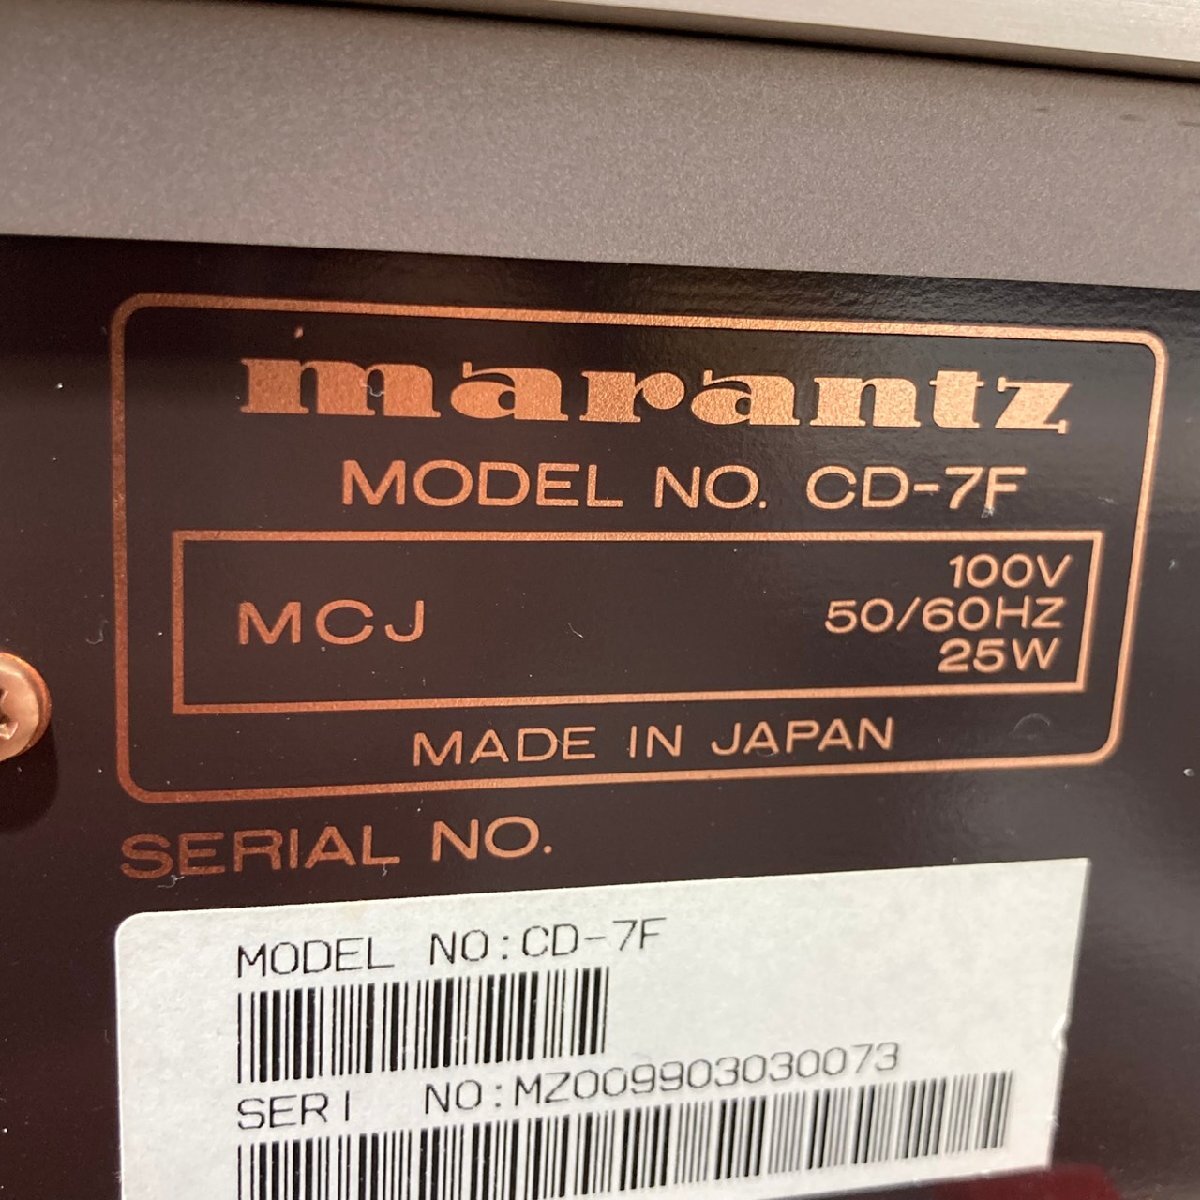 marantz
MODEL NO. CD-7F
MCJ
100V
50/60HZ
25W
MADE IN JAPAN
SERIAL NO.
MODEL NO:CD-7F
SERI NO:MZ009903030073